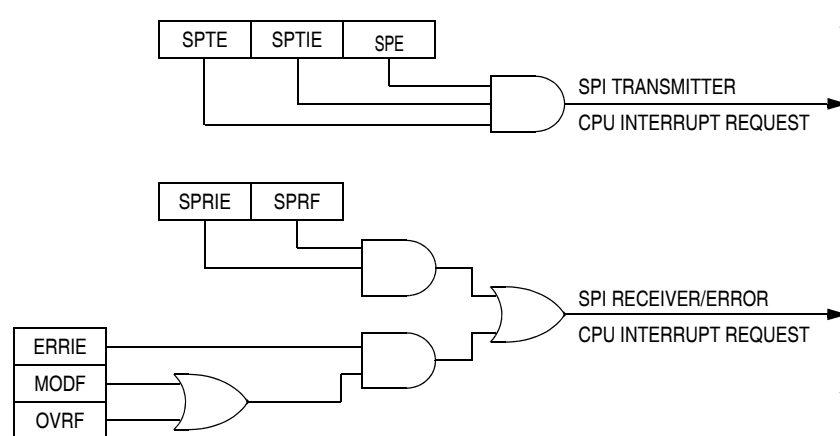 SPTE SPTIE SPE
SPI TRANSMITTER
CPU INTERRUPT REQUEST
SPRIE SPRF
SPI RECEIVER/ERROR
CPU INTERRUPT REQUEST
ERRIE
MODF
OVRF